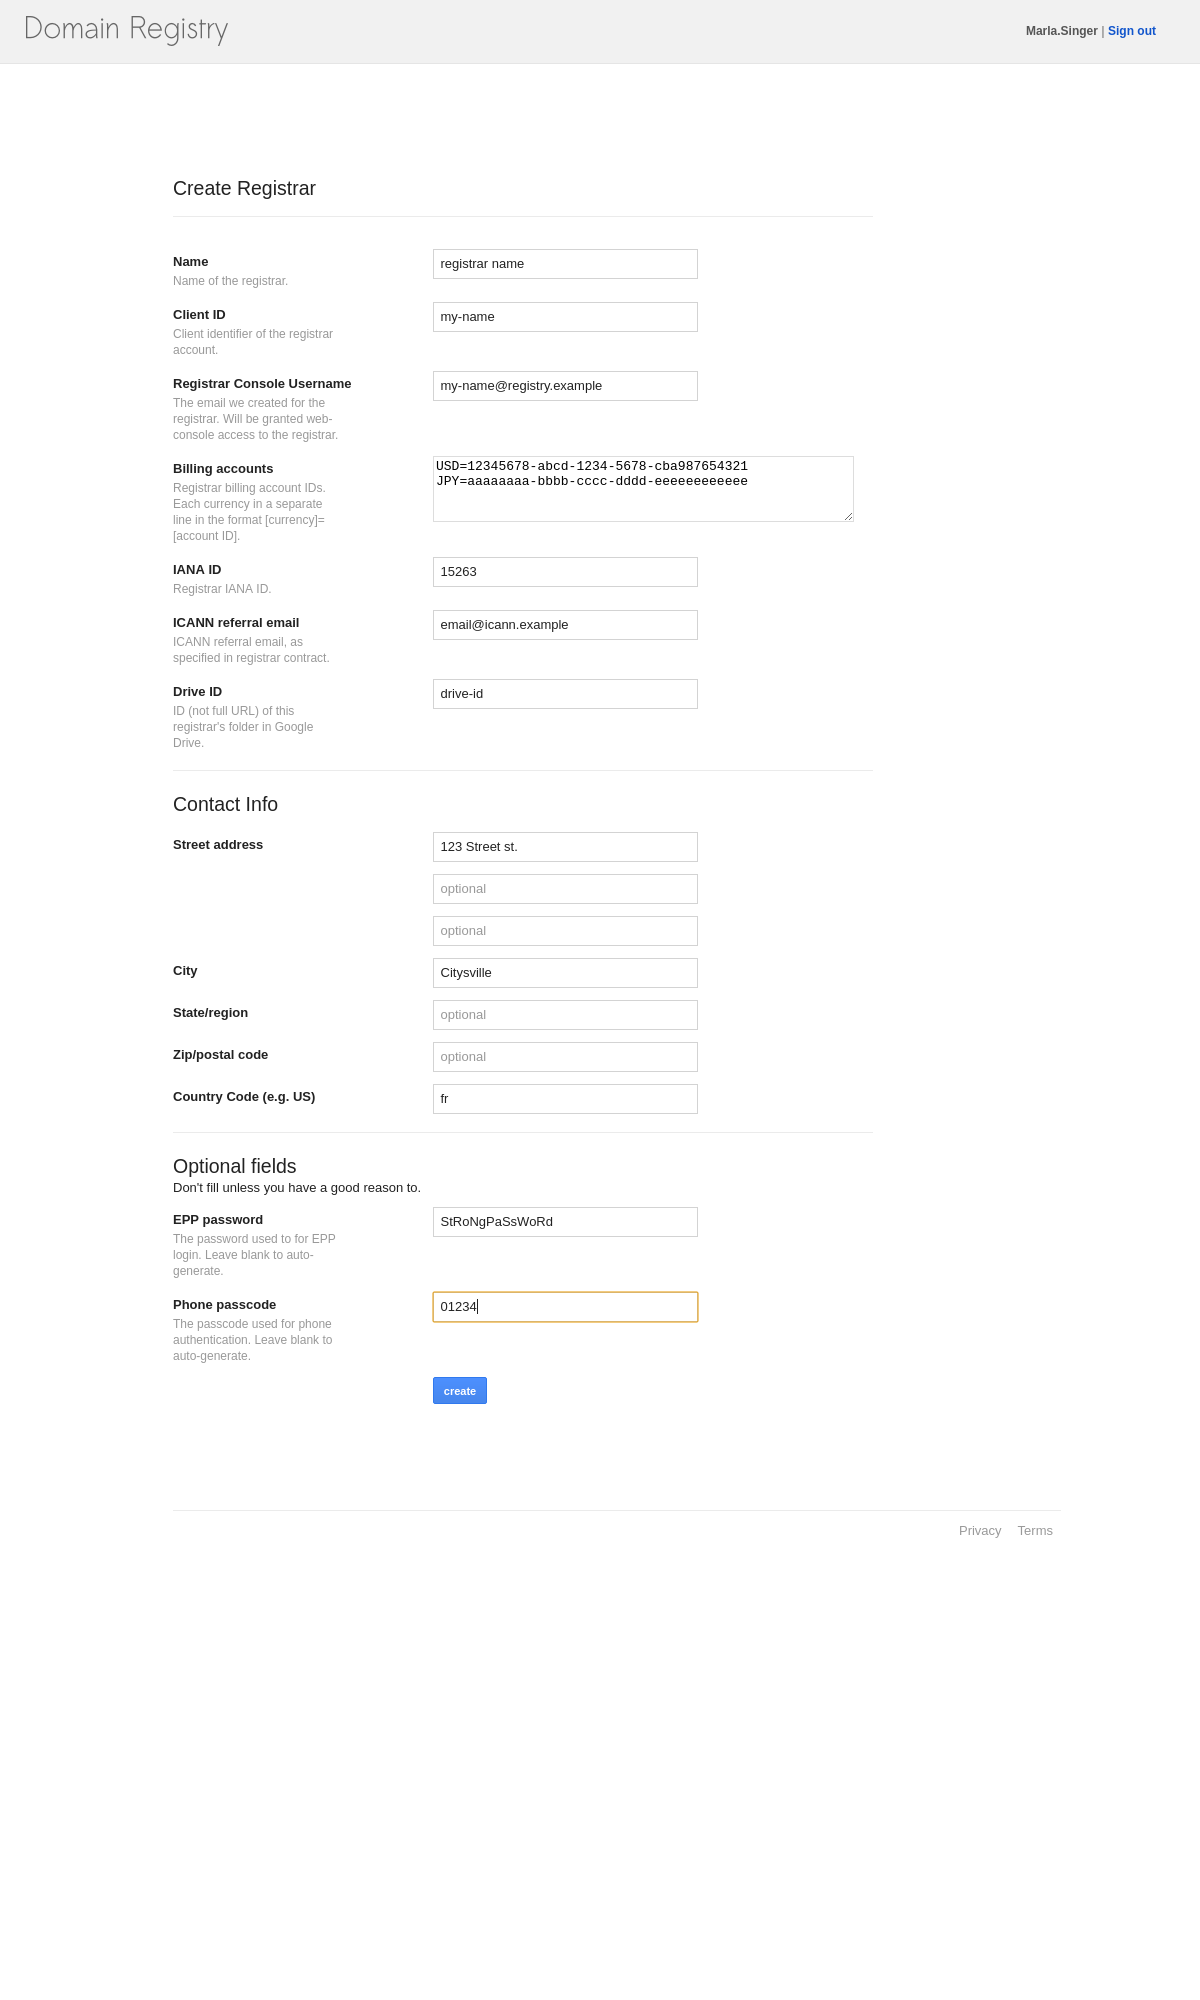 Domain Registry
Marla.Singer | Sign out
Create Registrar
Name
registrar name
Name of the registrar.
Client ID
my-name
Client identifier of the registrar
account.
Registrar Console Username
my-name@registry.example
The email we created for the
registrar. Will be granted web-
console access to the registrar.
Billing accounts
USD=12345678-abcd-1234-5678-cba987654321
JPY=aaaaaaaa-bbbb-cccc-dddd-eeeeeeeeeeee
Registrar billing account IDs.
Each currency in a separate
line in the format [currency]=
[account ID].
IANA ID
15263
Registrar IANA ID.
ICANN referral email
email@icann.example
ICANN referral email, as
specified in registrar contract.
Drive ID
drive-id
ID (not full URL) of this
registrar's folder in Google
Drive.
Contact Info
Street address
123 Street st.
optional
optional
City
Citysville
State/region
optional
Zip/postal code
optional
Country Code (e.g. US)
fr
Optional fields
Don't fill unless you have a good reason to.
EPP password
StRoNgPaSsWoRd
The password used to for EPP
login. Leave blank to auto-
generate.
Phone passcode
01234
The passcode used for phone
authentication. Leave blank to
auto-generate.
create
Privacy Terms